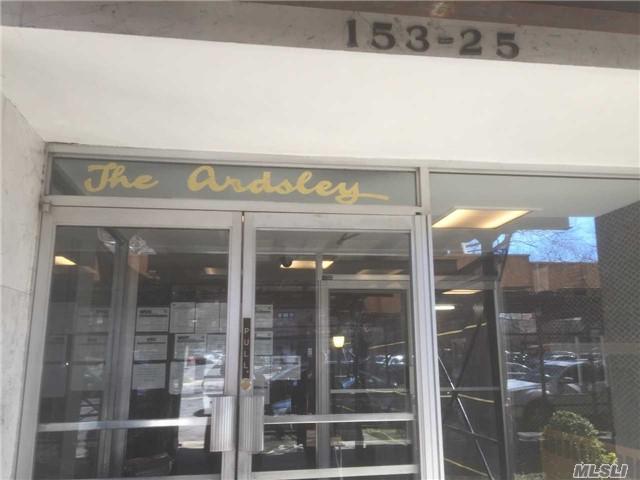 153-25
The Ardsley
PULL
MLSLI